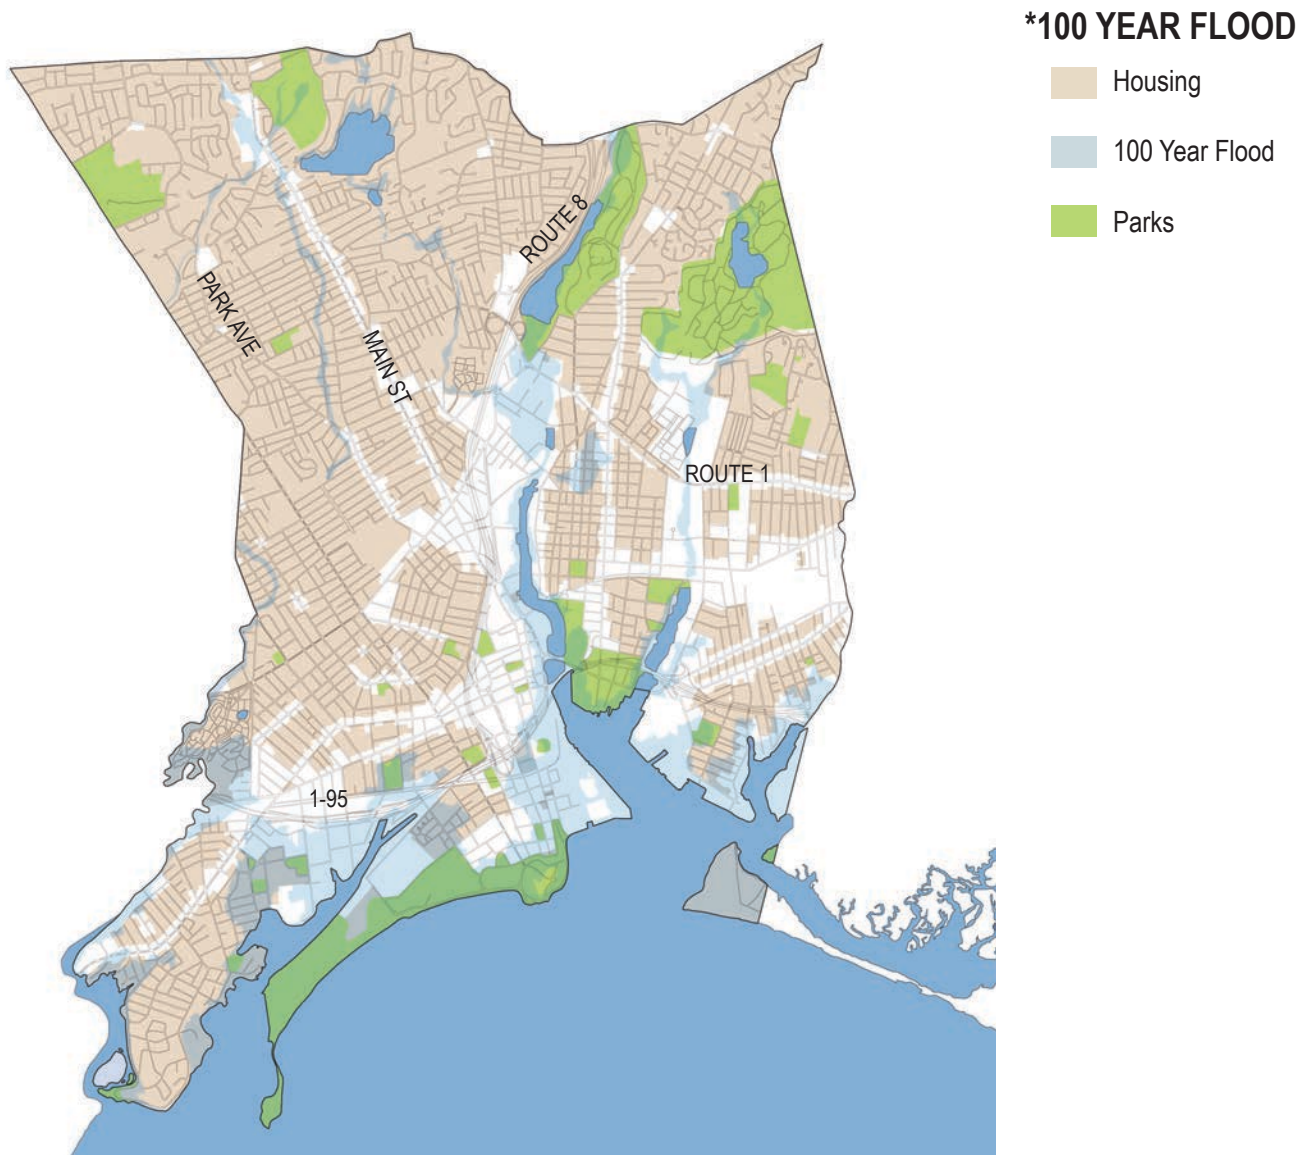 *100 YEAR FLOOD
Housing
100 Year Flood
Parks
ROUTE 8
PARK AVE
MAIN ST
ROUTE 1
1-95